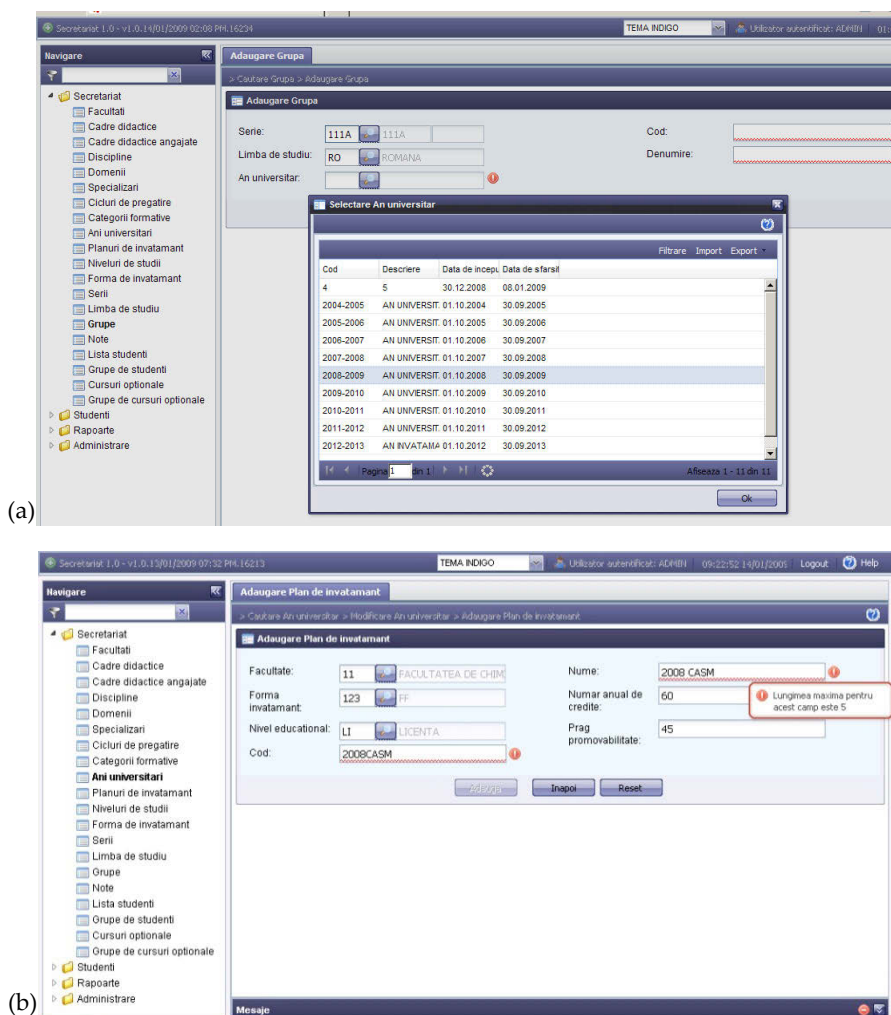 Secretariat 1.0 - v1.0.14/01/2009 02:08 PM.16234 TEMA INDIGO Utilizator autentificat: ADMIN 01:
Navigare
Secretariat
Facultati
Cadre didactice
Cadre didactice angajate
Discipline
Domenii
Specializari
Cicluri de pregatire
Categorii formative
Ani universitari
Planuri de invatamant
Niveluri de studii
Forma de invatamant
Serii
Limba de studiu
Grupe
Note
Lista studenti
Grupe de studenti
Cursuri optionale
Grupe de cursuri optionale
Studenti
Rapoarte
Administrare
Adaugare Grupa
> Cautare Grupa > Adaugare Grupa
Adaugare Grupa
Serie: 111A 111A Cod:
Limba de studiu: RO ROMANA Denumire:
An universitar:
Selectare An universitar
Filtrare Import Export
Cod Descriere Data de incepu Data de sfarsit
4 5 30.12.2008 08.01.2009
2004-2005 AN UNIVERSIT. 01.10.2004 30.09.2005
2005-2006 AN UNIVERSIT. 01.10.2005 30.09.2006
2006-2007 AN UNIVERSIT. 01.10.2006 30.09.2007
2007-2008 AN UNIVERSIT. 01.10.2007 30.09.2008
2008-2009 AN UNIVERSIT. 01.10.2008 30.09.2009
2009-2010 AN UNVIERSIT. 01.10.2009 30.09.2010
2010-2011 AN UNIVERSIT. 01.10.2010 30.09.2011
2011-2012 AN UNIVERSIT. 01.10.2011 30.09.2012
2012-2013 AN INVATAMA 01.10.2012 30.09.2013
Pagina 1 din 1 Afiseaza 1 - 11 din 11
Ok
(a)
Secretariat 1.0 - v1.0.13/01/2009 07:32 PM.16213 TEMA INDIGO Utilizator autentificat: ADMIN 09:22:52 14/01/2009 Logout Help
Navigare
Secretariat
Facultati
Cadre didactice
Cadre didactice angajate
Discipline
Domenii
Specializari
Cicluri de pregatire
Categorii formative
Ani universitari
Planuri de invatamant
Niveluri de studii
Forma de invatamant
Serii
Limba de studiu
Grupe
Note
Lista studenti
Grupe de studenti
Cursuri optionale
Grupe de cursuri optionale
Studenti
Rapoarte
Administrare
Adaugare Plan de invatamant
> Cautare An universitar > Modificare An universitar > Adaugare Plan de invatamant
Adaugare Plan de invatamant
Facultate: 11 FACULTATEA DE CHIM Nume: 2008 CASM
Forma invatamant: 123 FF Numar anual de credite: 60
Lungimea maxima pentru
acest camp este 5
Nivel educational: LI LICENTA Prag promovabilitate: 45
Cod: 2008CASM
Adauga Inapoi Reset
Mesaje
(b)